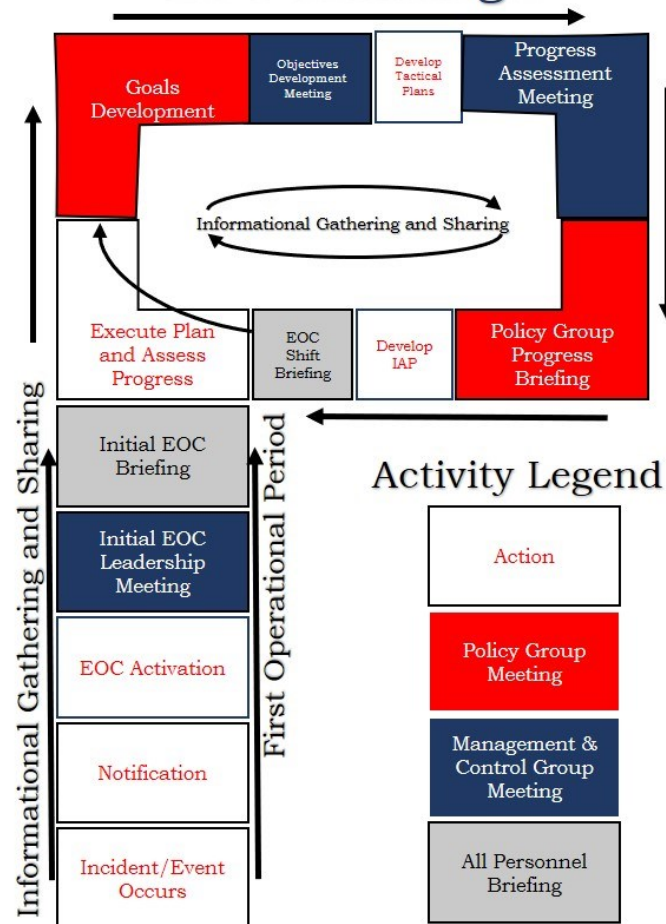 Goals
Development
Objectives
Development
Meeting
Develop
Tactical
Plans
Progress
Assessment
Meeting
Informational Gathering and Sharing
Execute Plan
and Assess
Progress
EOC
Shift
Briefing
Develop
IAP
Policy Group
Progress
Briefing
Initial EOC
Briefing
Initial EOC
Leadership
Meeting
EOC Activation
Notification
Incident/Event
Occurs
Informational Gathering and Sharing
First Operational Period
Activity Legend
Action
Policy Group
Meeting
Management &
Control Group
Meeting
All Personnel
Briefing